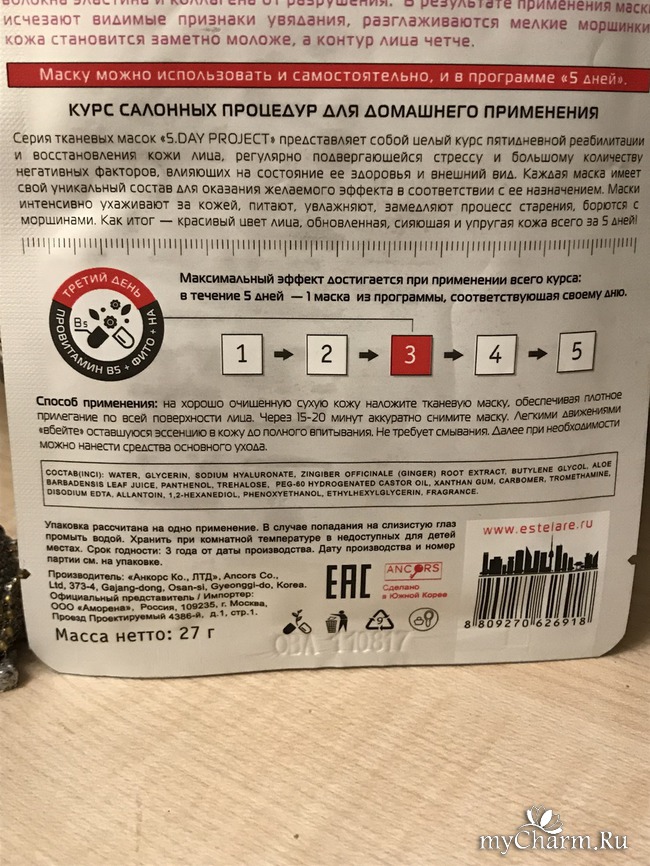 волокна эластина и коллагена от разрушения. В результате применения маски
исчезают видимые признаки увядания, разглаживаются мелкие морщинки,
кожа становится заметно моложе, а контур лица четче.
Маску можно использовать и самостоятельно, и в программе «5 дней».
КУРС САЛОННЫХ ПРОЦЕДУР ДЛЯ ДОМАШНЕГО ПРИМЕНЕНИЯ
Серия тканевых масок «5.DAY PROJECT» представляет собой целый курс пятидневной реабилитации
и восстановления кожи лица, регулярно подвергающейся стрессу и большому количеству
негативных факторов, влияющих на состояние ее здоровья и внешний вид. Каждая маска имеет
свой уникальный состав для оказания желаемого эффекта в соответствии с ее назначением. Маски
интенсивно ухаживают за кожей, питают, увлажняют, замедляют процесс старения, борются с
морщинами. Как итог — красивый цвет лица, обновленная, сияющая и упругая кожа всего за 5 дней!
ТРЕТИЙ ДЕНЬ
B5
ПРОВИТАМИН B5 + ФИТО + НА
Максимальный эффект достигается при применении всего курса:
в течение 5 дней — 1 маска из программы, соответствующая своему дню.
1 2 3 4 5
Способ применения: на хорошо очищенную сухую кожу наложите тканевую маску, обеспечивая плотное
прилегание по всей поверхности лица. Через 15-20 минут аккуратно снимите маску. Легкими движениями
«вбейте» оставшуюся эссенцию в кожу до полного впитывания. Не требует смывания. Далее при необходимости
можно нанести средства основного ухода.
СОСТАВ(INCI): WATER, GLYCERIN, SODIUM HYALURONATE, ZINGIBER OFFICINALE (GINGER) ROOT EXTRACT, BUTYLENE GLYCOL, ALOE
BARBADENSIS LEAF JUICE, PANTHENOL, TREHALOSE, PEG-60 HYDROGENATED CASTOR OIL, XANTHAN GUM, CARBOMER, TROMETHAMINE,
DISODIUM EDTA, ALLANTOIN, 1,2-HEXANEDIOL, PHENOXYETHANOL, ETHYLHEXYLGLYCERIN, FRAGRANCE.
Упаковка рассчитана на одно применение. В случае попадания на слизистую глаз
промыть водой. Хранить при комнатной температуре в недоступных для детей
местах. Срок годности: 3 года от даты производства. Дату производства и номер
партии см. на упаковке.
Производитель: «Анкорс Ко., ЛТД», Ancors Co.,
Ltd, 373-4, Gajang-dong, Osan-si, Gyeonggi-do, Korea.
Официальный представитель / Импортер:
ООО «Аморена». Россия, 109235, г. Москва,
Проезд Проектируемый 4386-й, д.1, стр.1.
Масса нетто: 27 г
EAC
ANCORS
Сделано
в Южной Корее
www.estelare.ru
8 809270 626918
110817
myCharm.Ru